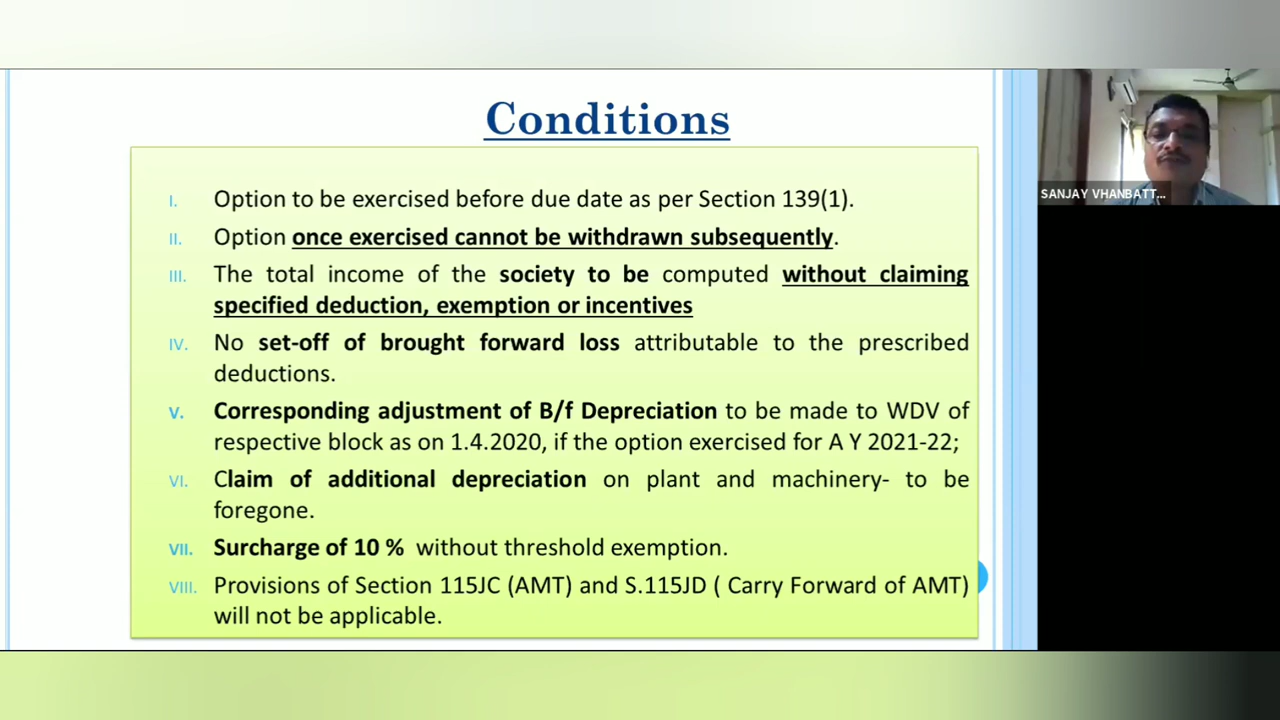 Conditions
I. Option to be exercised before due date as per Section 139(1).
II. Option once exercised cannot be withdrawn subsequently.
III. The total income of the society to be computed without claiming
specified deduction, exemption or incentives
IV. No set-off of brought forward loss attributable to the prescribed
deductions.
V. Corresponding adjustment of B/f Depreciation to be made to WDV of
respective block as on 1.4.2020, if the option exercised for A Y 2021-22;
VI. Claim of additional depreciation on plant and machinery- to be
foregone.
VII. Surcharge of 10 % without threshold exemption.
VIII. Provisions of Section 115JC (AMT) and S.115JD ( Carry Forward of AMT)
will not be applicable.
SANJAY VHANBATT...